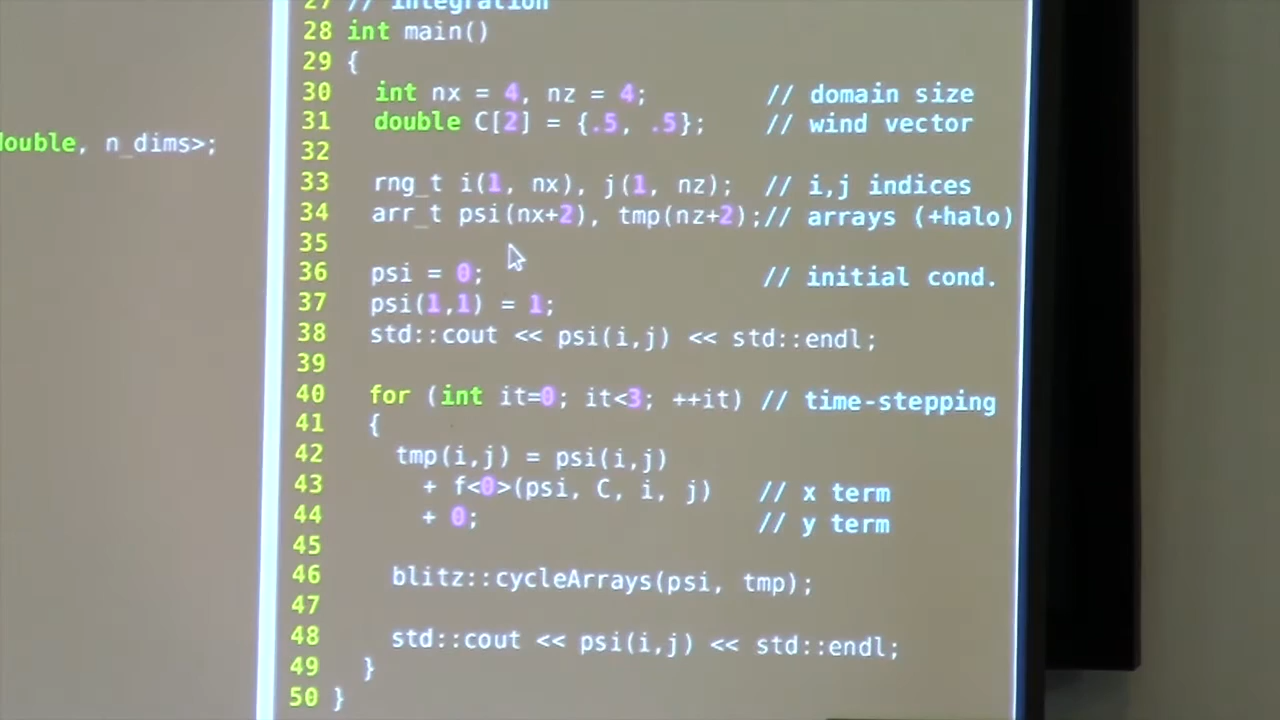 27 // integration
28 int main()
29 {
30 int nx = 4, nz = 4; // domain size
31 double C[2] = {.5, .5}; // wind vector
double, n_dims>;
32
33 rng_t i(1, nx), j(1, nz); // i,j indices
34 arr_t psi(nx+2), tmp(nz+2);// arrays (+halo)
35
36 psi = 0; // initial cond.
37 psi(1,1) = 1;
38 std::cout << psi(i,j) << std::endl;
39
40 for (int it=0; it<3; ++it) // time-stepping
41 {
42 tmp(i,j) = psi(i,j)
43 + f<0>(psi, C, i, j) // x term
44 + 0; // y term
45
46 blitz::cycleArrays(psi, tmp);
47
48 std::cout << psi(i,j) << std::endl;
49 }
50 }